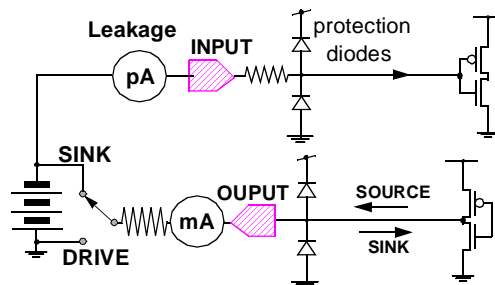 Leakage
INPUT
protection
diodes
pA
SINK
OUPUT
SOURCE
mA
SINK
DRIVE